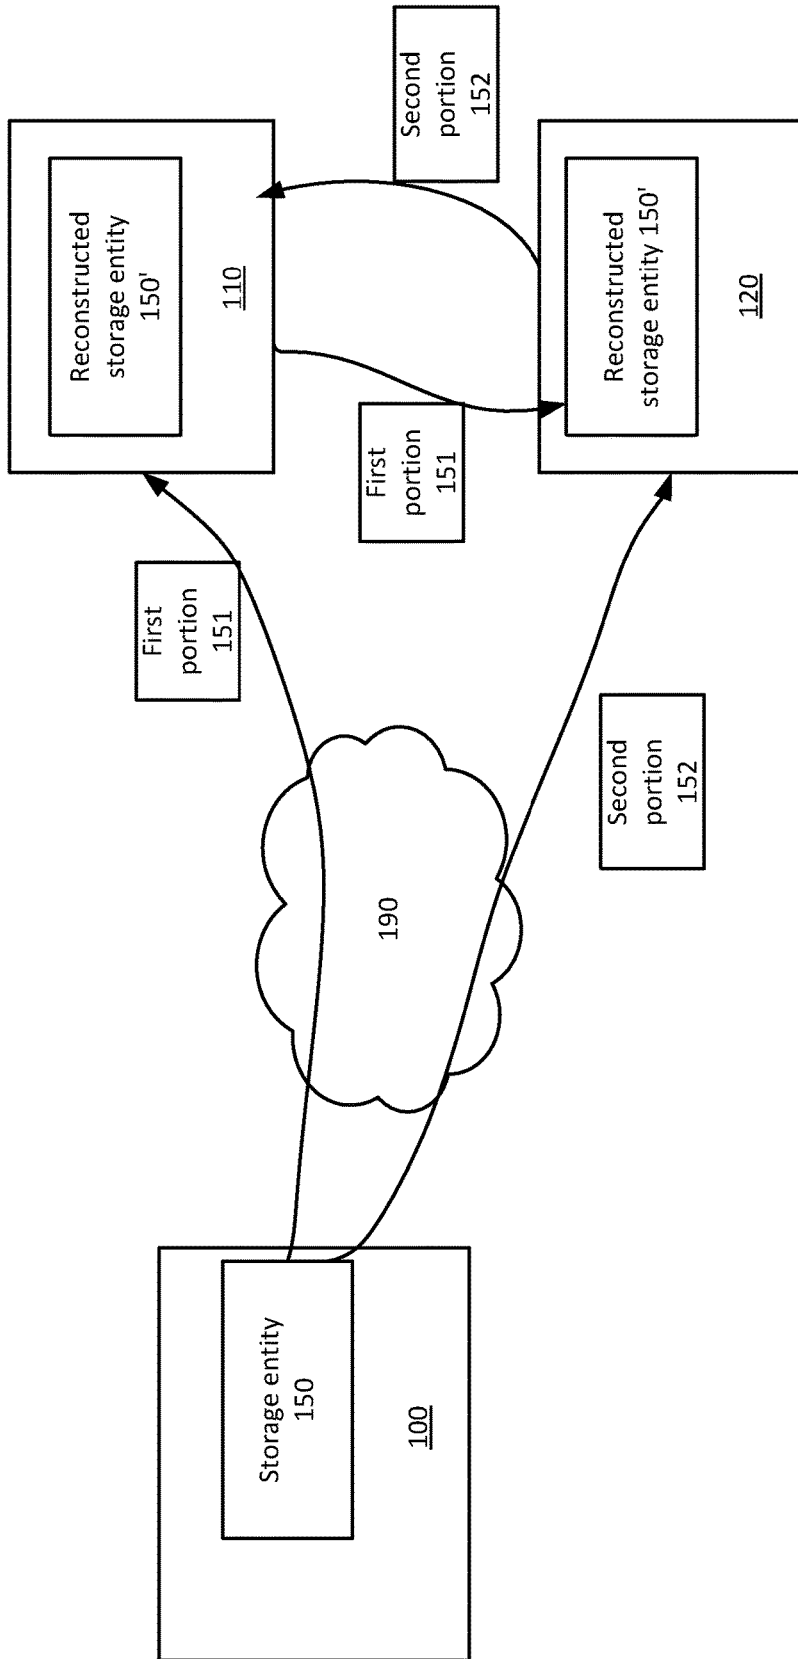 Storage entity
150
100
190
First
portion
151
Second
portion
152
Reconstructed
storage entity
150'
110
First
portion
151
Second
portion
152
Reconstructed
storage entity 150'
120